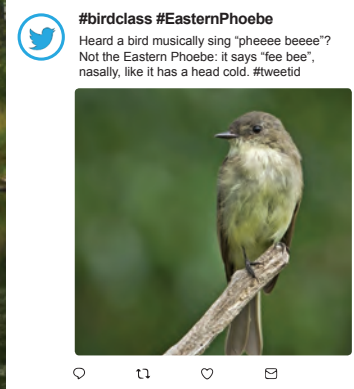 #birdclass #EasternPhoebe
Heard a bird musically sing “pheeee beeee”?
Not the Eastern Phoebe: it says “fee bee”,
nasally, like it has a head cold. #tweetid